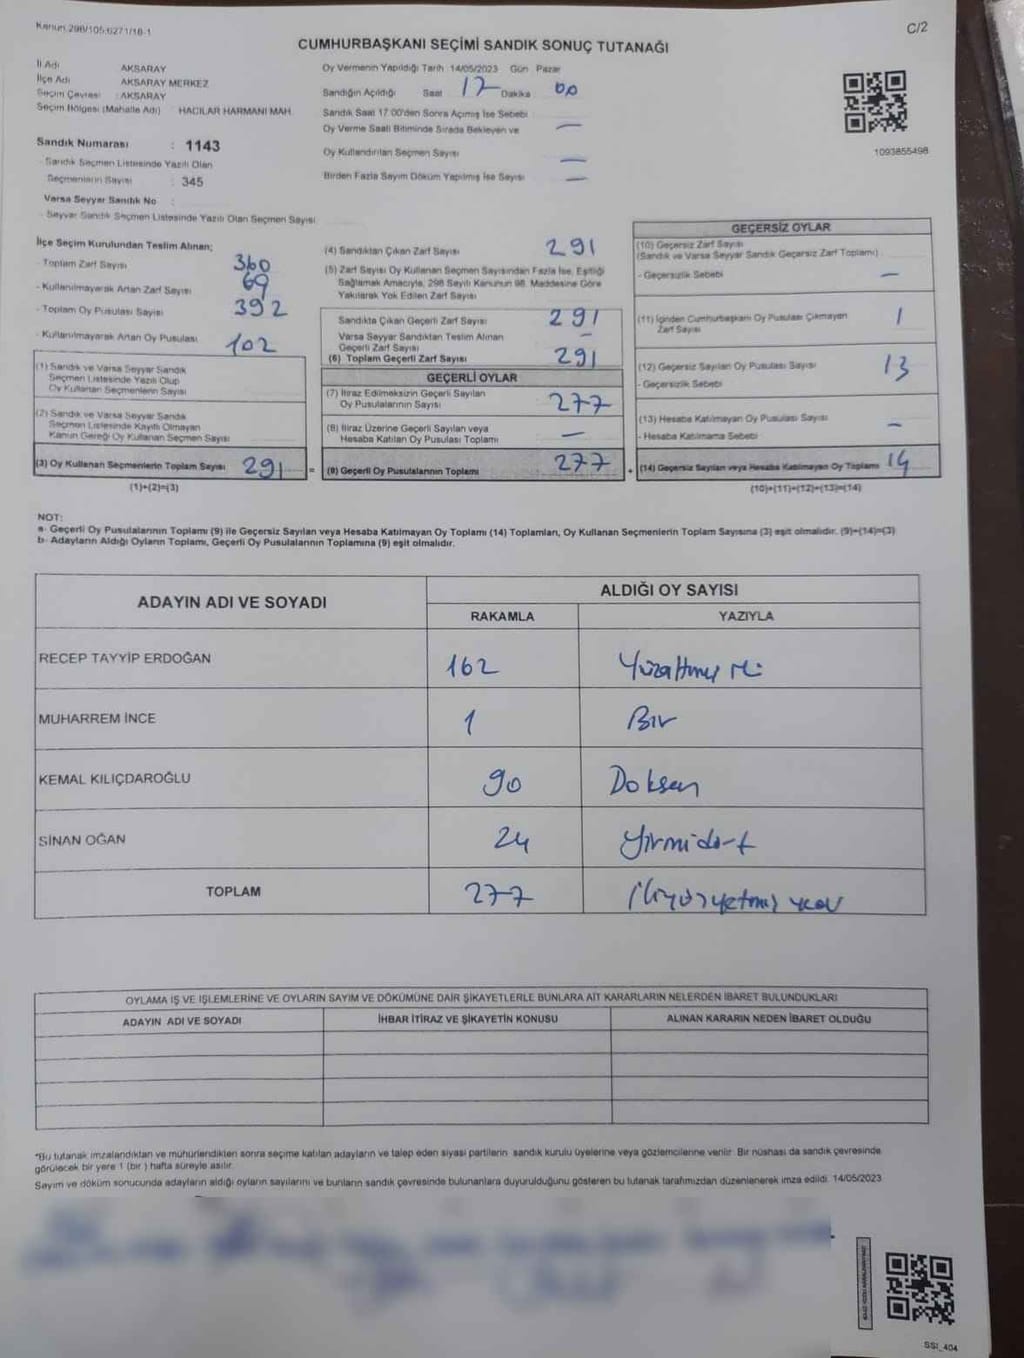 Kanun 298/105:6271/18-1
C/2
CUMHURBAŞKANI SEÇİMİ SANDIK SONUÇ TUTANAĞI
İl Adı AKSARAY
İlçe Adı AKSARAY MERKEZ
Seçim Çevresi : AKSARAY
Seçim Bölgesi (Mahalle Adı) : HACILAR HARMANI MAH.
Sandık Numarası : 1143
- Sandık Seçmen Listesinde Yazılı Olan
Seçmenlerin Sayısı : 345
Varsa Seyyar Sandık No :
- Seyyar Sandık Seçmen Listesinde Yazılı Olan Seçmen Sayısı
Oy Vermenin Yapıldığı Tarih 14/05/2023 Gün Pazar
Sandığın Açıldığı Saat 17 Dakika 00
Sandık Saat 17:00'den Sonra Açımış İse Sebebi
Oy Verme Saati Bitiminde Sırada Bekleyen ve —
Oy Kullandırılan Seçmen Sayısı —
Birden Fazla Sayım Döküm Yapılmış İse Sayısı —
1093855498
İlçe Seçim Kurulundan Teslim Alınan;
- Toplam Zarf Sayısı 360
- Kullanılmayarak Artan Zarf Sayısı 69
- Toplam Oy Pusulası Sayısı 392
- Kullanılmayarak Artan Oy Pusulası 102
(1) Sandık ve Varsa Seyyar Sandık
Seçmen Listesinde Yazılı Olup
Oy Kullanan Seçmenlerin Sayısı
(2) Sandık ve Varsa Seyyar Sandık
Seçmen Listesinde Kayıtlı Olmayan
Kanun Gereği Oy Kullanan Seçmen Sayısı
(3) Oy Kullanan Seçmenlerin Toplam Sayısı 291 =
(1)+(2)=(3)
(4) Sandıktan Çıkan Zarf Sayısı 291
(5) Zarf Sayısı Oy Kullanan Seçmen Sayısından Fazla İse, Eşitliği
Sağlamak Amacıyla, 298 Sayılı Kanunun 98. Maddesine Göre
Yakılarak Yok Edilen Zarf Sayısı
Sandıkta Çıkan Geçerli Zarf Sayısı 291
Varsa Seyyar Sandıktan Teslim Alınan —
Geçerli Zarf Sayısı
(6) Toplam Geçerli Zarf Sayısı 291
GEÇERLİ OYLAR
(7) İtiraz Edilmeksizin Geçerli Sayılan
Oy Pusulalarının Sayısı 277
(8) İtiraz Üzerine Geçerli Sayılan veya
Hesaba Katılan Oy Pusulası Toplamı —
(9) Geçerli Oy Pusulalarının Toplamı 277 +
GEÇERSİZ OYLAR
(10) Geçersiz Zarf Sayısı
(Sandık ve Varsa Seyyar Sandık Geçersiz Zarf Toplamı)
- Geçersizlik Sebebi —
(11) İçinden Cumhurbaşkanı Oy Pusulası Çıkmayan
Zarf Sayısı 1
(12) Geçersiz Sayılan Oy Pusulası Sayısı 13
- Geçersizlik Sebebi
(13) Hesaba Katılmayan Oy Pusulası Sayısı —
- Hesaba Katılmama Sebebi
(14) Geçersiz Sayılan veya Hesaba Katılmayan Oy Toplamı 14
(10)+(11)+(12)+(13)=(14)
NOT:
a- Geçerli Oy Pusulalarının Toplamı (9) ile Geçersiz Sayılan veya Hesaba Katılmayan Oy Toplamı (14) Toplamları, Oy Kullanan Seçmenlerin Toplam Sayısına (3) eşit olmalıdır. (9)+(14)=(3)
b- Adayların Aldığı Oyların Toplamı, Geçerli Oy Pusulalarının Toplamına (9) eşit olmalıdır.
ADAYIN ADI VE SOYADI
ALDIĞI OY SAYISI
RAKAMLA YAZIYLA
RECEP TAYYİP ERDOĞAN 162 Yüzaltmış iki
MUHARREM İNCE 1 Bir
KEMAL KILIÇDAROĞLU 90 Doksan
SİNAN OĞAN 24 Yirmidört
TOPLAM 277 ikiyüzyetmiş yedi
OYLAMA İŞ VE İŞLEMLERİNE VE OYLARIN SAYIM VE DÖKÜMÜNE DAİR ŞİKAYETLERLE BUNLARA AİT KARARLARIN NELERDEN İBARET BULUNDUKLARI
ADAYIN ADI VE SOYADI İHBAR İTİRAZ VE ŞİKAYETİN KONUSU ALINAN KARARIN NEDEN İBARET OLDUĞU
*Bu tutanak imzalandıktan ve mühürlendikten sonra seçime katılan adayların ve talep eden siyasi partilerin sandık kurulu üyelerine veya gözlemcilerine verilir. Bir nüshası da sandık çevresinde
görülecek bir yere 1 (bir ) hafta süreyle asılır.
Sayım ve döküm sonucunda adayların aldığı oyların sayılarını ve bunların sandık çevresinde bulunanlara duyurulduğunu gösteren bu tutanak tarafımızdan düzenlenerek imza edildi. 14/05/2023
SSI_404